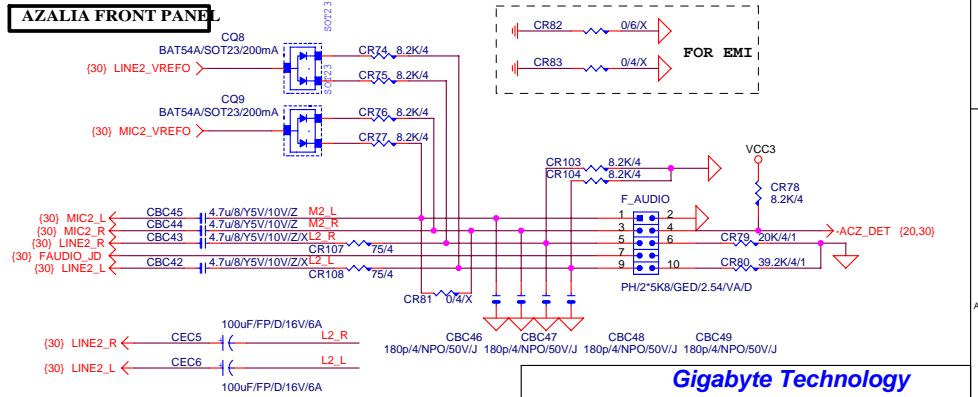 AZALIA FRONT PANEL
SOT23
CQ8
BAT54A/SOT23/200mA
{30} LINE2_VREFO
SOT23
CR74 8.2K/4
CR75 8.2K/4
CQ9
BAT54A/SOT23/200mA
{30} MIC2_VREFO
CR76 8.2K/4
CR77 8.2K/4
CR82 0/6/X
CR83 0/4/X
FOR EMI
CR103 8.2K/4
CR104 8.2K/4
VCC3
CR78
8.2K/4
F_AUDIO
{30} MIC2_L CBC45 4.7u/8/Y5V/10V/Z M2_L 1 2
{30} MIC2_R CBC44 4.7u/8/Y5V/10V/Z M2_R 3 4 -ACZ_DET {20,30}
{30} LINE2_R CBC43 4.7u/8/Y5V/10V/Z/X L2_R CR107 75/4 5 6 CR79 20K/4/1
{30} FAUDIO_JD 7 8
{30} LINE2_L CBC42 4.7u/8/Y5V/10V/Z/X L2_L CR108 75/4 9 10 CR80 39.2K/4/1
PH/2*5K8/GED/2.54/VA/D
CR81 0/4/X
CBC46 CBC47 CBC48 CBC49
180p/4/NPO/50V/J 180p/4/NPO/50V/J 180p/4/NPO/50V/J 180p/4/NPO/50V/J
100uF/FP/D/16V/6A
{30} LINE2_R CEC5 + L2_R
{30} LINE2_L CEC6 + L2_L
100uF/FP/D/16V/6A
Gigabyte Technology
A